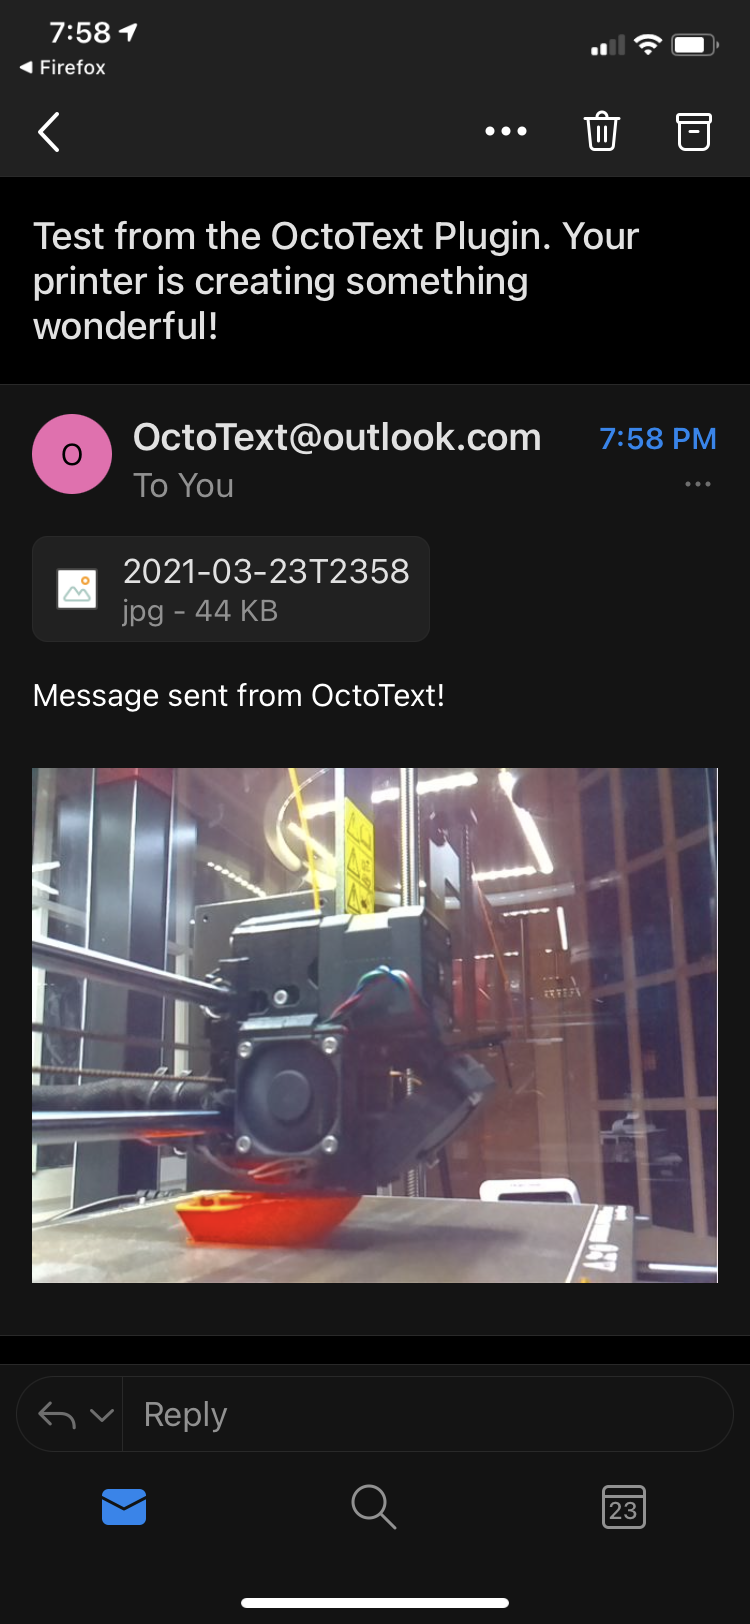 7:58
Firefox
Test from the OctoText Plugin. Your
printer is creating something
wonderful!
O
OctoText@outlook.com
7:58 PM
To You
2021-03-23T2358
jpg - 44 KB
Message sent from OctoText!
Reply
23